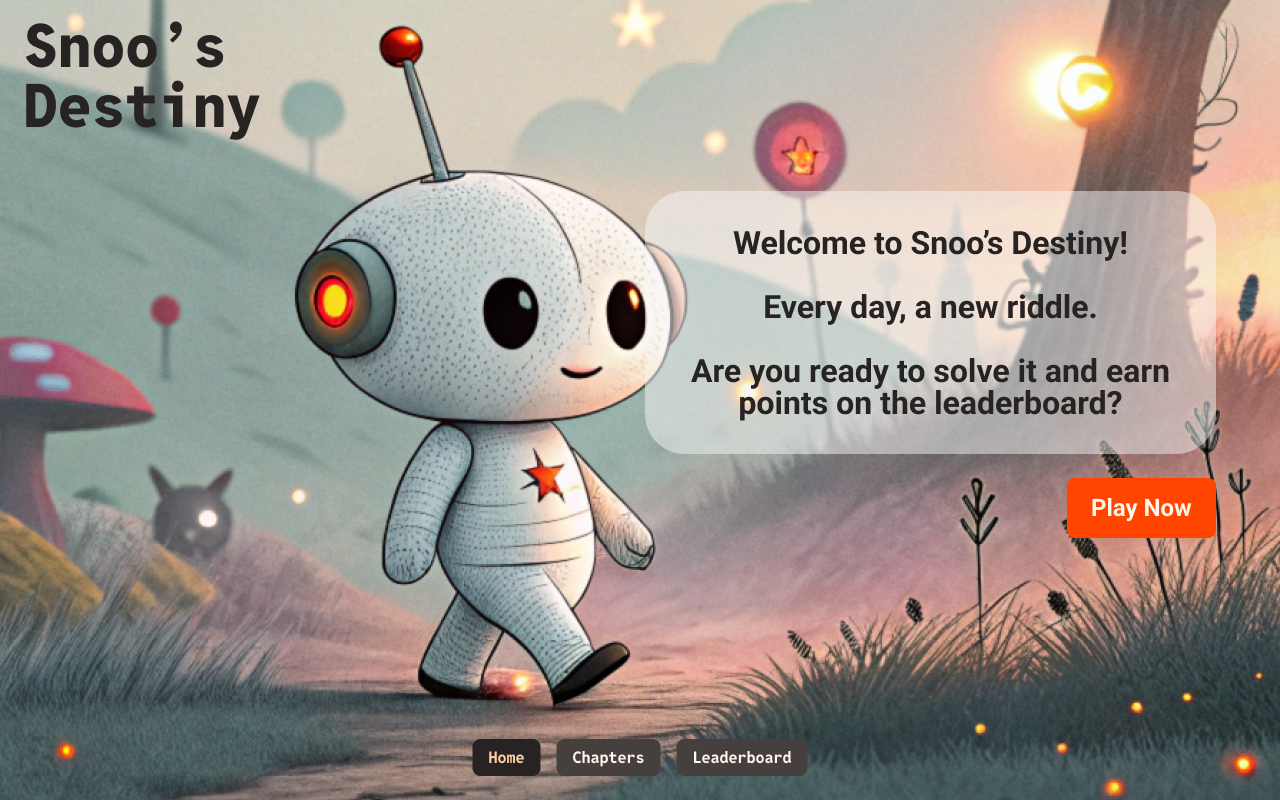 Snoo’s
Destiny
Welcome to Snoo’s Destiny!
Every day, a new riddle.
Are you ready to solve it and earn
points on the leaderboard?
Play Now
Home
Chapters
Leaderboard